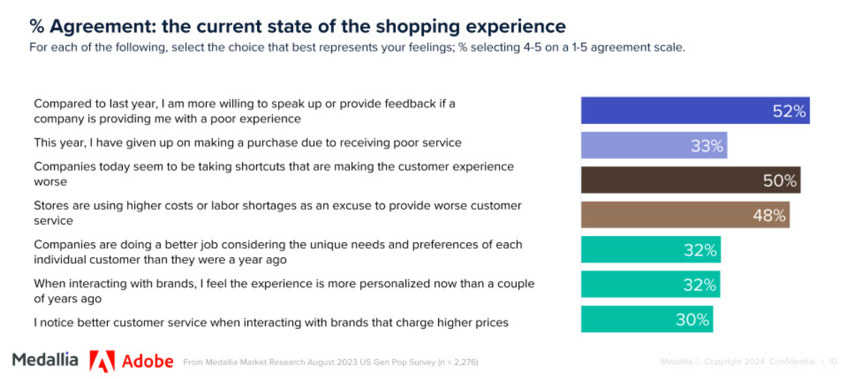 % Agreement: the current state of the shopping experience
For each of the following, select the choice that best represents your feelings; % selecting 4-5 on a 1-5 agreement scale.
Compared to last year, I am more willing to speak up or provide feedback if a
company is providing me with a poor experience
52%
This year, I have given up on making a purchase due to receiving poor service
33%
Companies today seem to be taking shortcuts that are making the customer experience
worse
50%
Stores are using higher costs or labor shortages as an excuse to provide worse customer
service
48%
Companies are doing a better job considering the unique needs and preferences of each
individual customer than they were a year ago
32%
When interacting with brands, I feel the experience is more personalized now than a couple
of years ago
32%
I notice better customer service when interacting with brands that charge higher prices
30%
Medallia Adobe From Medallia Market Research August 2023 US Gen Pop Survey (n = 2,276)
Medallia © Copyright 2024. Confidential. | 10